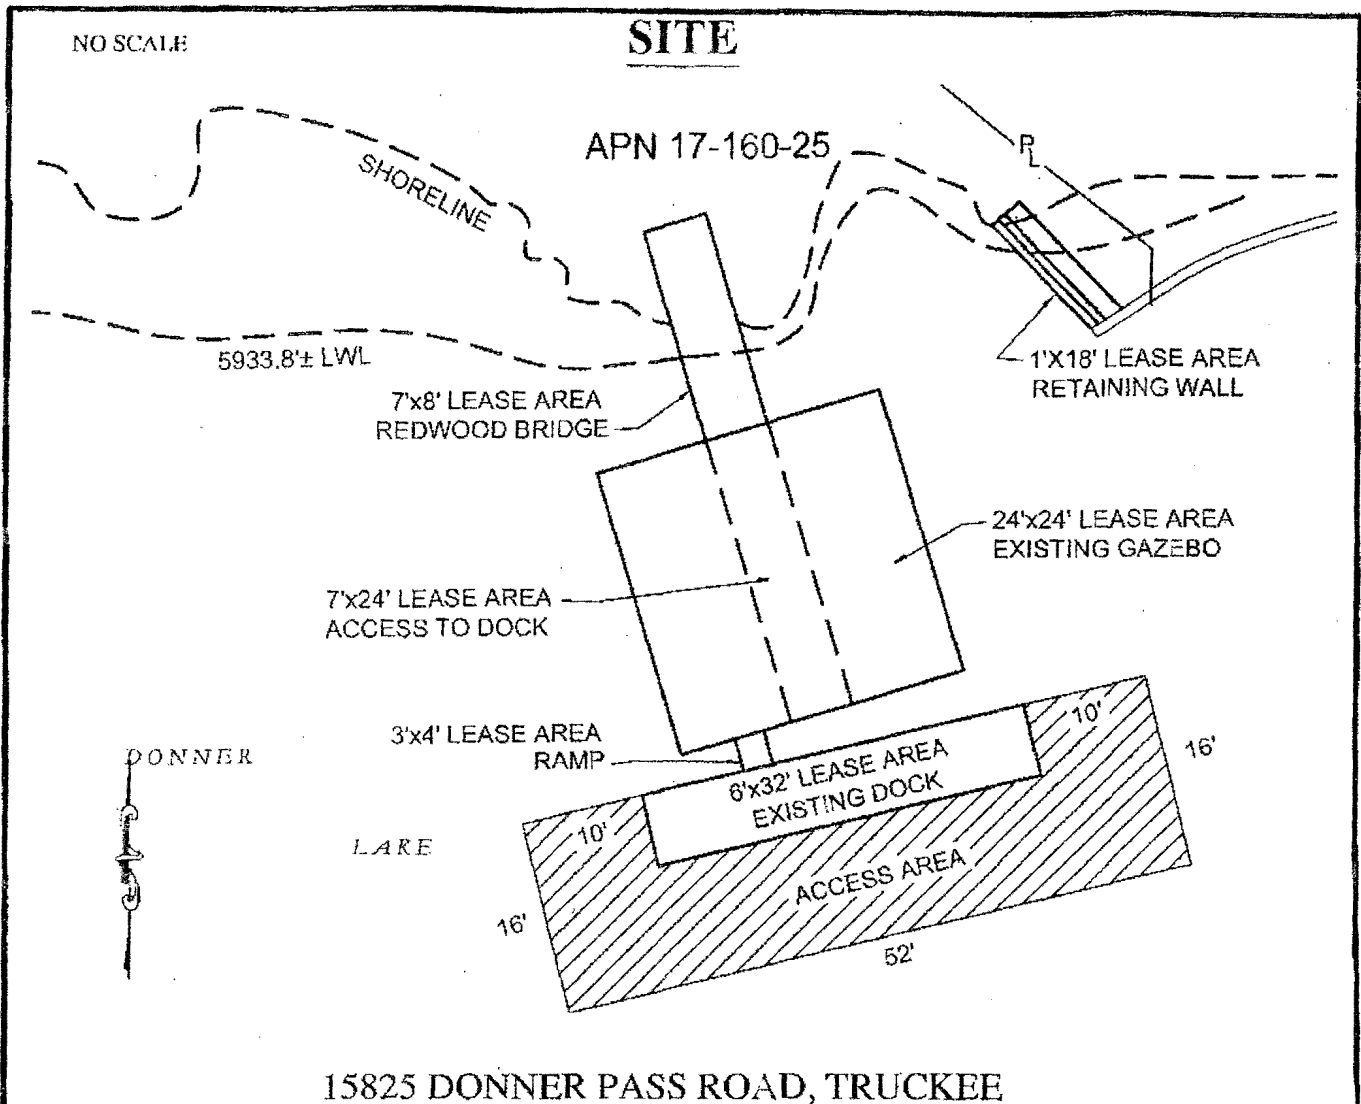 SITE
NO SCALE
APN 17-160-25
PL
SHORELINE
5933.8'± LWL
1'X18' LEASE AREA
RETAINING WALL
7'x8' LEASE AREA
REDWOOD BRIDGE
24'x24' LEASE AREA
EXISTING GAZEBO
7'x24' LEASE AREA
ACCESS TO DOCK
3'x4' LEASE AREA
RAMP
10'
16'
6'x32' LEASE AREA
EXISTING DOCK
DONNER
LAKE
10'
ACCESS AREA
16'
52'
15825 DONNER PASS ROAD, TRUCKEE